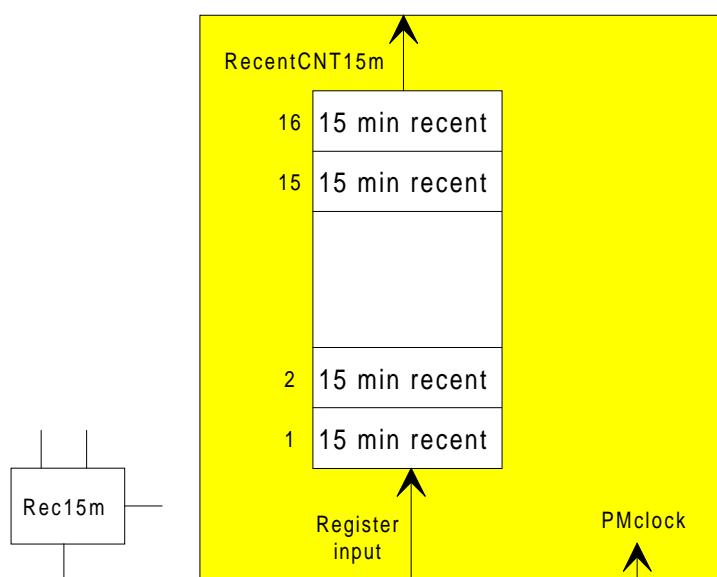 RecentCNT15m
16 15 min recent
15 15 min recent
2 15 min recent
1 15 min recent
Rec15m
Register
input
PMclock